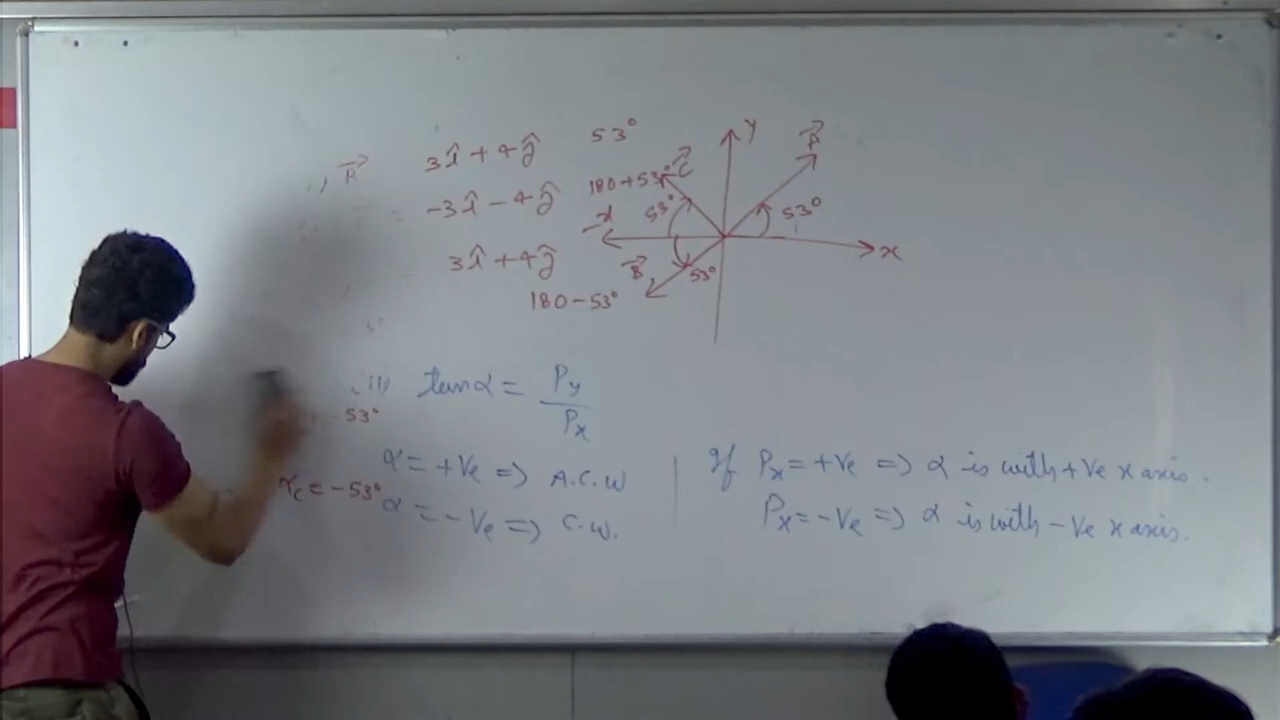 i) A⃗ 3î + 4ĵ 53°
-3î - 4ĵ 180+53°
3î + 4ĵ
180-53°
y
A⃗
C⃗
53°
53°
-x
x
B⃗
53°
(ii) tanα = Py/Px
-53°
α = +Ve => A.C.W
αc = -53°
α = -Ve => C.W.
If Px = +Ve => α is with +Ve x axis.
Px = -Ve => α is with -Ve x axis.